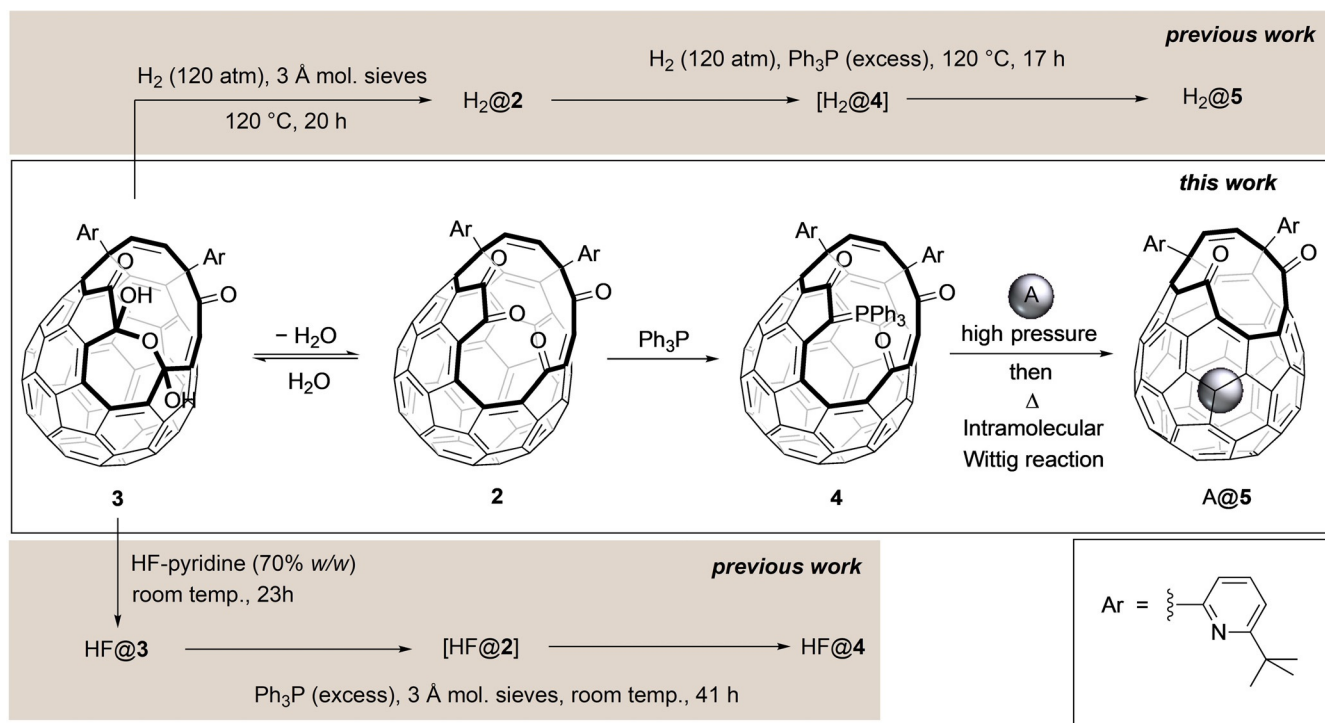 previous work
H₂ (120 atm), 3 Å mol. sieves
120 °C, 20 h
H₂@2
H₂ (120 atm), Ph₃P (excess), 120 °C, 17 h
[H₂@4]
H₂@5
this work
Ar
Ar
O
OH
O
O
OH
3
– H₂O
H₂O
Ar
Ar
O
O
O
O
2
Ph₃P
Ar
Ar
O
O
PPh₃
O
4
A
high pressure
then
Δ
Intramolecular
Wittig reaction
Ar
Ar
O
O
A@5
HF-pyridine (70% w/w)
room temp., 23h
previous work
HF@3
[HF@2]
HF@4
Ph₃P (excess), 3 Å mol. sieves, room temp., 41 h
Ar =
N